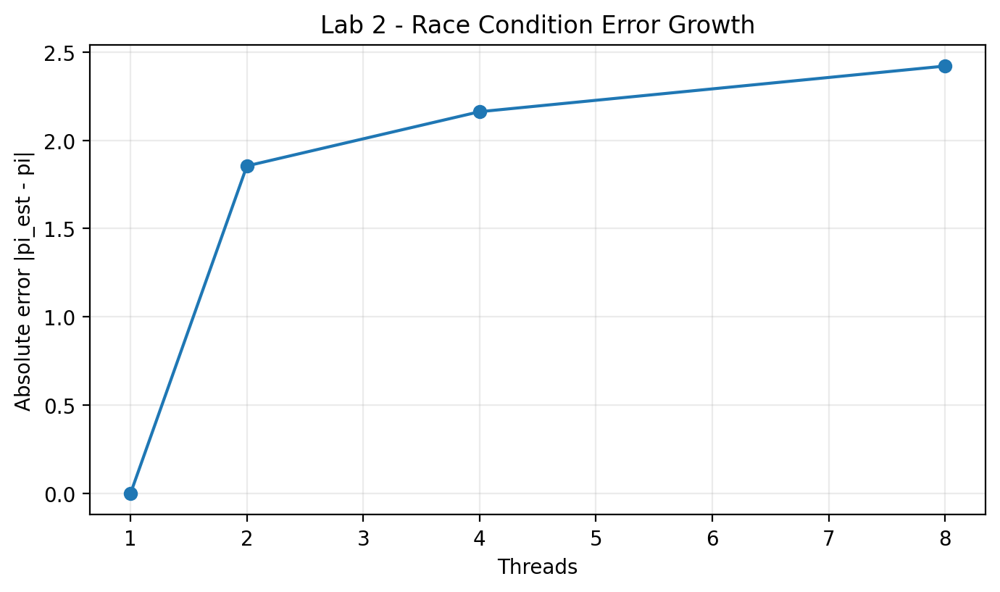 Lab 2 - Race Condition Error Growth
Absolute error |pi_est - pi|
2.5
2.0
1.5
1.0
0.5
0.0
1 2 3 4 5 6 7 8
Threads